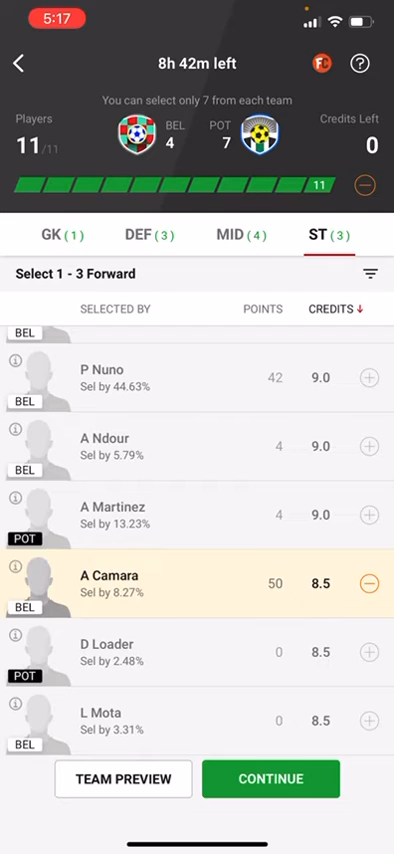 5:17
8h 42m left
FC
?
You can select only 7 from each team
Players
11/11
BEL
4
POT
7
Credits Left
0
11
GK (1)
DEF (3)
MID (4)
ST (3)
Select 1 - 3 Forward
SELECTED BY
POINTS
CREDITS
BEL
P Nuno
Sel by 44.63%
42
9.0
BEL
A Ndour
Sel by 5.79%
4
9.0
BEL
A Martinez
Sel by 13.23%
4
9.0
POT
A Camara
Sel by 8.27%
50
8.5
BEL
D Loader
Sel by 2.48%
0
8.5
POT
L Mota
Sel by 3.31%
0
8.5
BEL
TEAM PREVIEW
CONTINUE